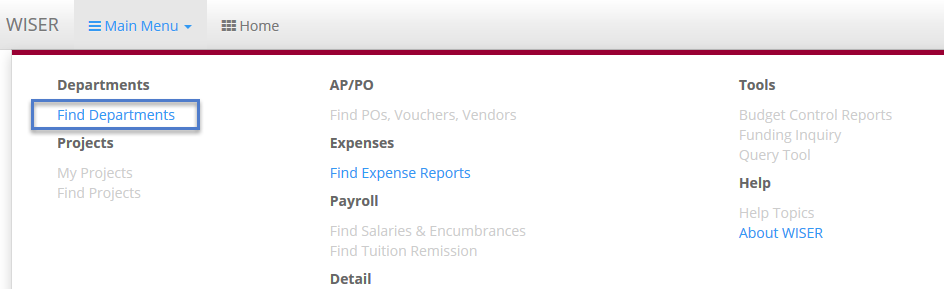 WISER Main Menu Home
Departments
Find Departments
Projects
My Projects
Find Projects
AP/PO
Find POs, Vouchers, Vendors
Expenses
Find Expense Reports
Payroll
Find Salaries & Encumbrances
Find Tuition Remission
Detail
Tools
Budget Control Reports
Funding Inquiry
Query Tool
Help
Help Topics
About WISER